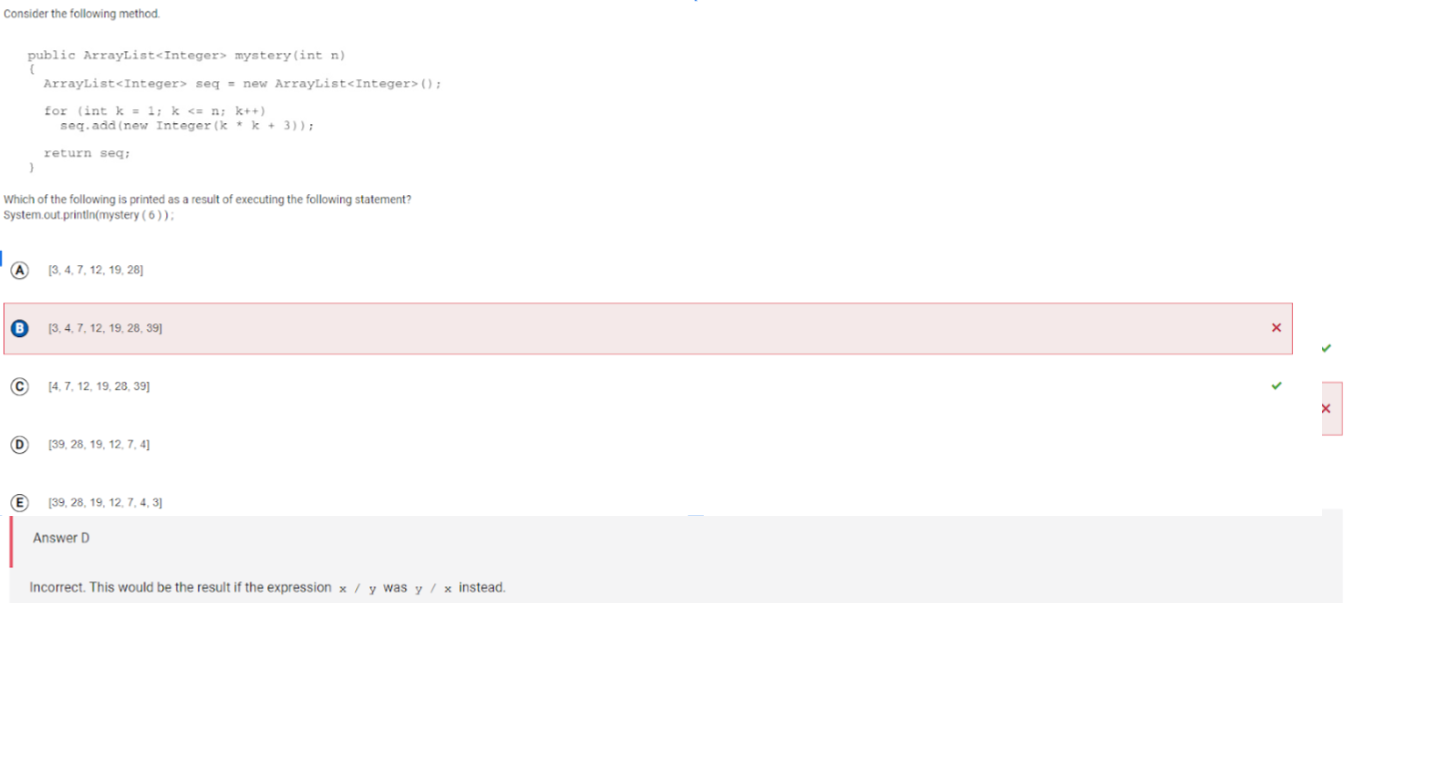 Consider the following method.
public ArrayList<Integer> mystery(int n)
{
ArrayList<Integer> seq = new ArrayList<Integer>();
for (int k = 1; k <= n; k++)
seq.add(new Integer(k * k + 3));
return seq;
}
Which of the following is printed as a result of executing the following statement?
System.out.println(mystery ( 6 ) );
A [3, 4, 7, 12, 19, 28]
B [3, 4, 7, 12, 19, 28, 39]
C [4, 7, 12, 19, 28, 39]
D [39, 28, 19, 12, 7, 4]
E [39, 28, 19, 12, 7, 4, 3]
Answer D
Incorrect. This would be the result if the expression x / y was y / x instead.